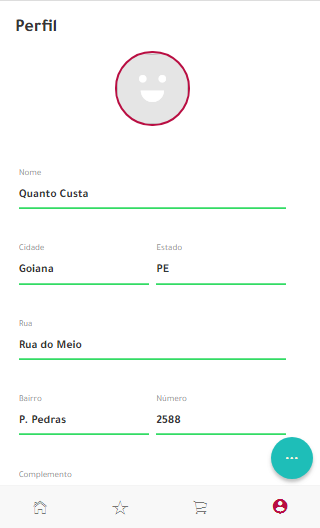 Perfil
Nome
Quanto Custa
Cidade Estado
Goiana PE
Rua
Rua do Meio
Bairro Número
P. Pedras 2588
Complemento